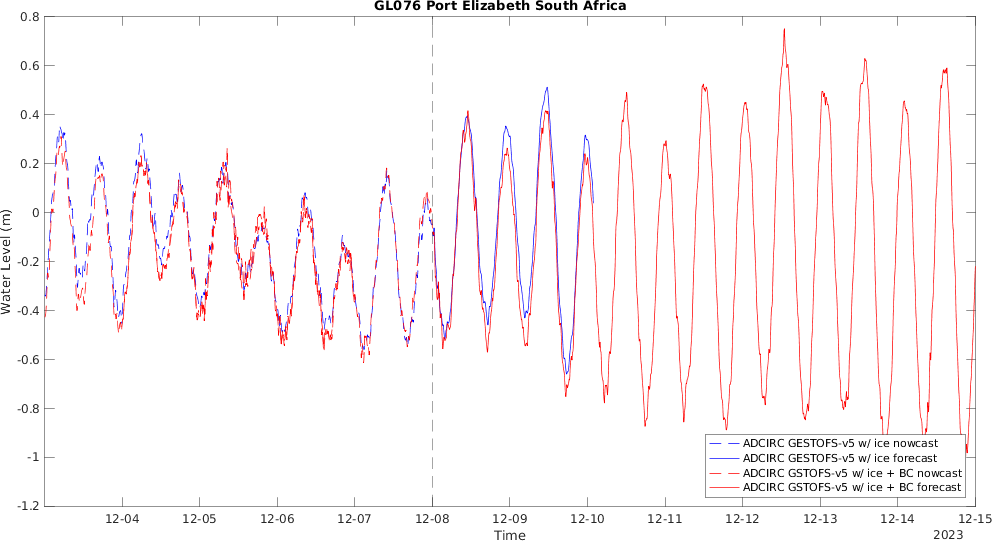 GL076 Port Elizabeth South Africa
0.8
0.6
0.4
0.2
0
-0.2
-0.4
-0.6
-0.8
-1
-1.2
Water Level (m)
ADCIRC GESTOFS-v5 w/ ice nowcast
ADCIRC GESTOFS-v5 w/ ice forecast
ADCIRC GSTOFS-v5 w/ ice + BC nowcast
ADCIRC GSTOFS-v5 w/ ice + BC forecast
12-04 12-05 12-06 12-07 12-08 12-09 12-10 12-11 12-12 12-13 12-14 12-15
Time
2023